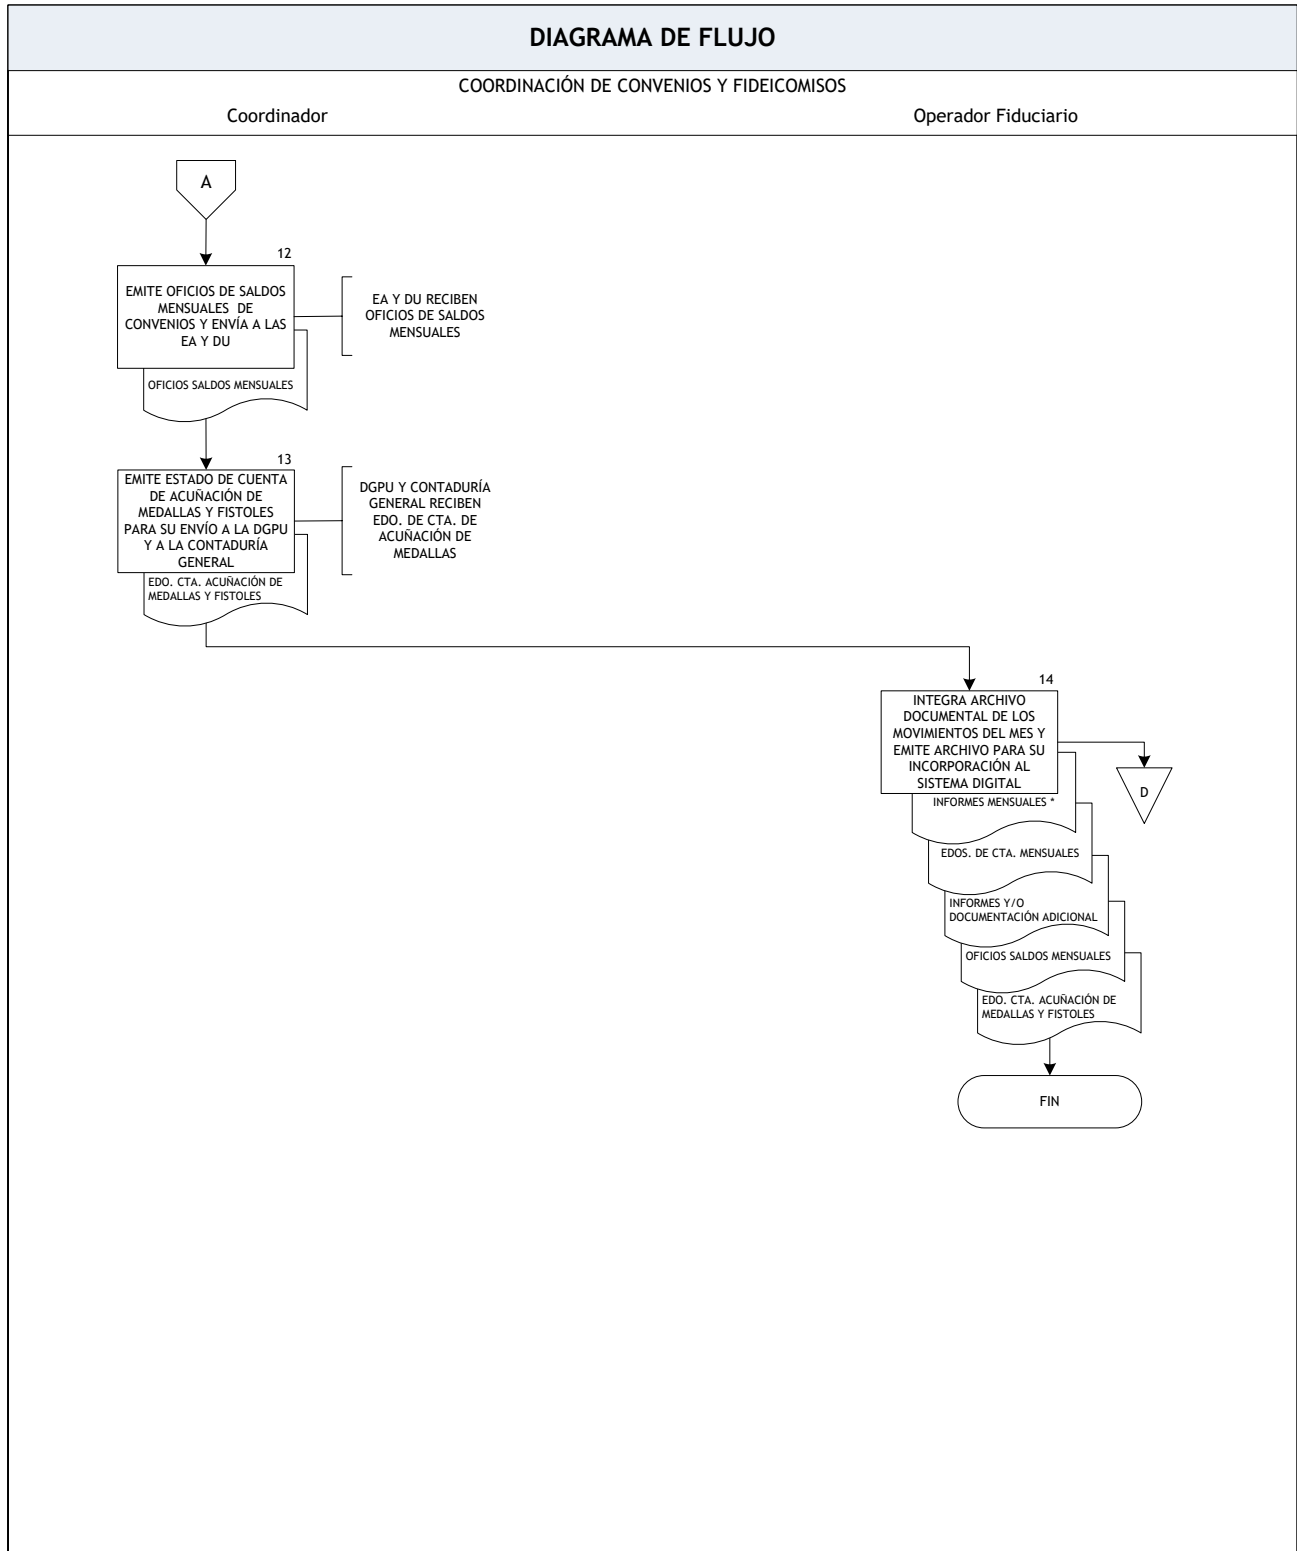 DIAGRAMA DE FLUJO
COORDINACIÓN DE CONVENIOS Y FIDEICOMISOS
Coordinador
Operador Fiduciario
A
12
EMITE OFICIOS DE SALDOS
MENSUALES DE
CONVENIOS Y ENVÍA A LAS
EA Y DU
EA Y DU RECIBEN
OFICIOS DE SALDOS
MENSUALES
OFICIOS SALDOS MENSUALES
13
EMITE ESTADO DE CUENTA
DE ACUÑACIÓN DE
MEDALLAS Y FISTOLES
PARA SU ENVÍO A LA DGPU
Y A LA CONTADURÍA
GENERAL
DGPU Y CONTADURÍA
GENERAL RECIBEN
EDO. DE CTA. DE
ACUÑACIÓN DE
MEDALLAS
EDO. CTA. ACUÑACIÓN DE
MEDALLAS Y FISTOLES
14
INTEGRA ARCHIVO
DOCUMENTAL DE LOS
MOVIMIENTOS DEL MES Y
EMITE ARCHIVO PARA SU
INCORPORACIÓN AL
SISTEMA DIGITAL
D
INFORMES MENSUALES *
EDOS. DE CTA. MENSUALES
INFORMES Y/O
DOCUMENTACIÓN ADICIONAL
OFICIOS SALDOS MENSUALES
EDO. CTA. ACUÑACIÓN DE
MEDALLAS Y FISTOLES
FIN